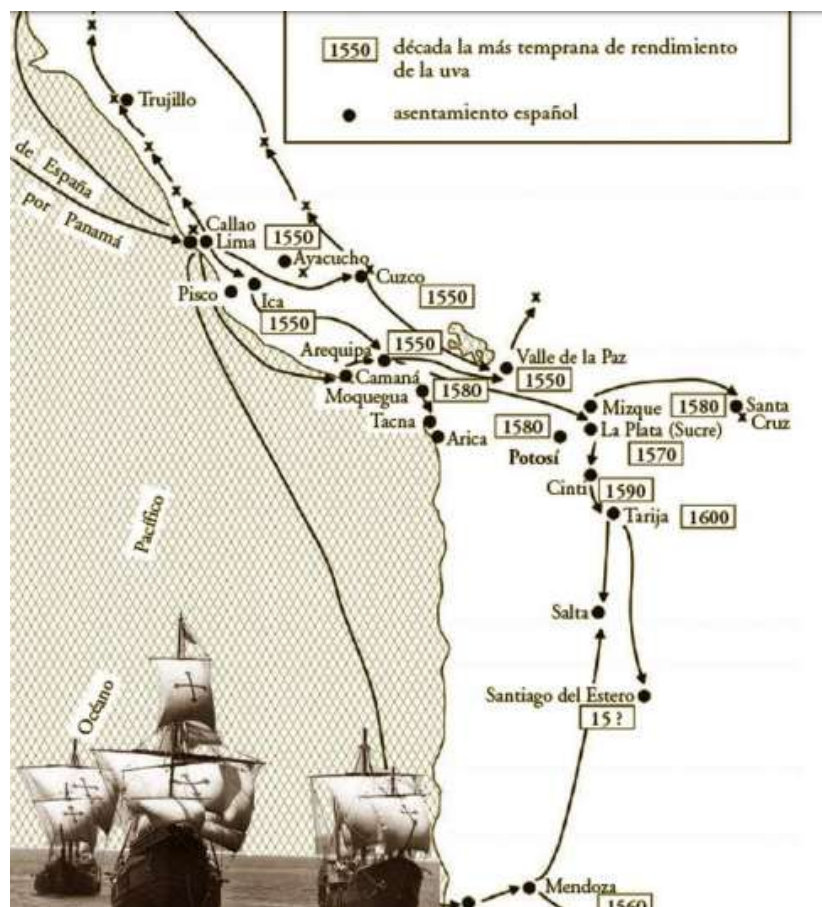 1550 década la más temprana de rendimiento
de la uva
asentamiento español
Trujillo
de España
por Panamá
Callao
Lima
1550
Ayacucho
Cuzco
1550
Pisco
Ica
1550
Arequipa
1550
Valle de la Paz
1550
Camaná
Moquegua
1580
Mizque
1580
Santa
Cruz
Tacna
Arica
1580
La Plata (Sucre)
Potosí
1570
Cinti
1590
Tarija
1600
Océano Pacífico
Salta
Santiago del Estero
15 ?
Mendoza
1560